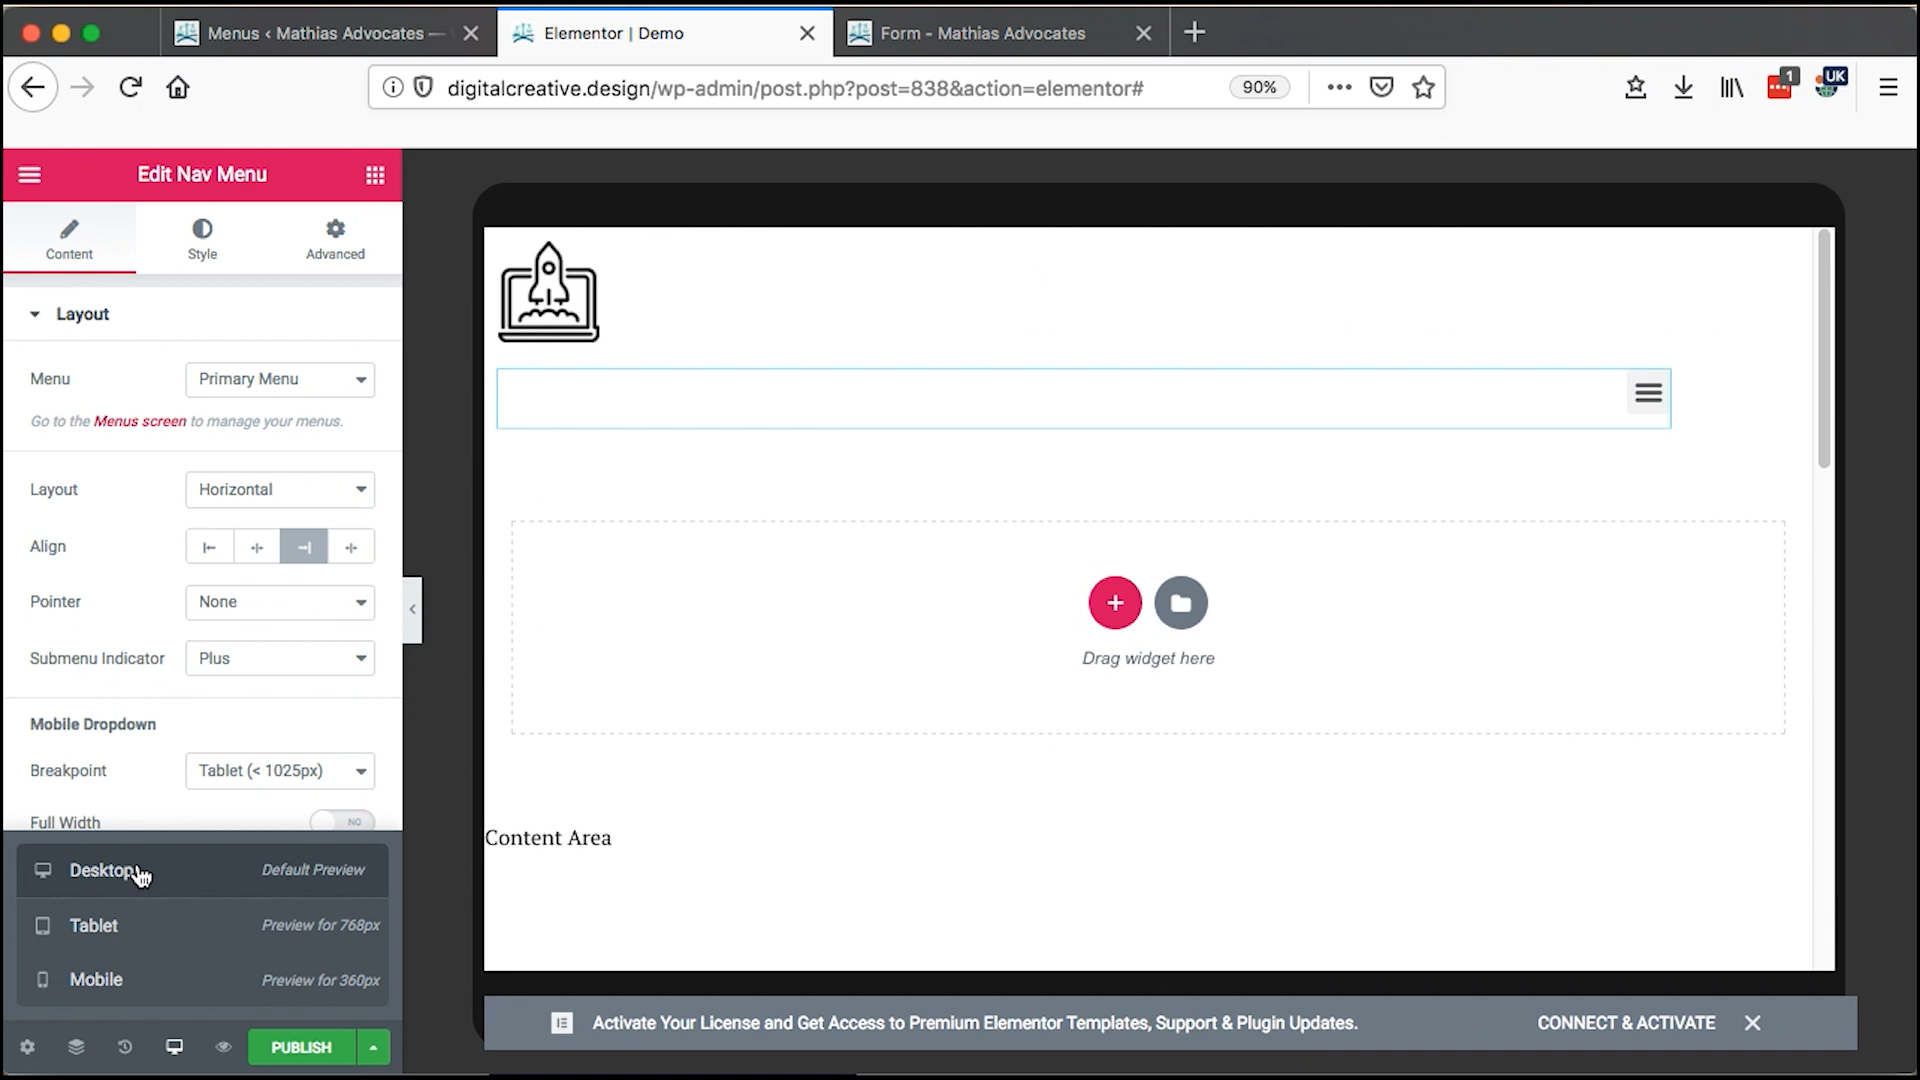 Menus ‹ Mathias Advocates —
Elementor | Demo
Form - Mathias Advocates
digitalcreative.design/wp-admin/post.php?post=838&action=elementor#
90%
1
UK
Edit Nav Menu
Content
Style
Advanced
Layout
Menu
Primary Menu
Go to the Menus screen to manage your menus.
Layout
Horizontal
Align
Pointer
None
Submenu Indicator
Plus
Mobile Dropdown
Breakpoint
Tablet (< 1025px)
Full Width
NO
Desktop
Default Preview
Tablet
Preview for 768px
Mobile
Preview for 360px
PUBLISH
Drag widget here
Content Area
Activate Your License and Get Access to Premium Elementor Templates, Support & Plugin Updates.
CONNECT & ACTIVATE